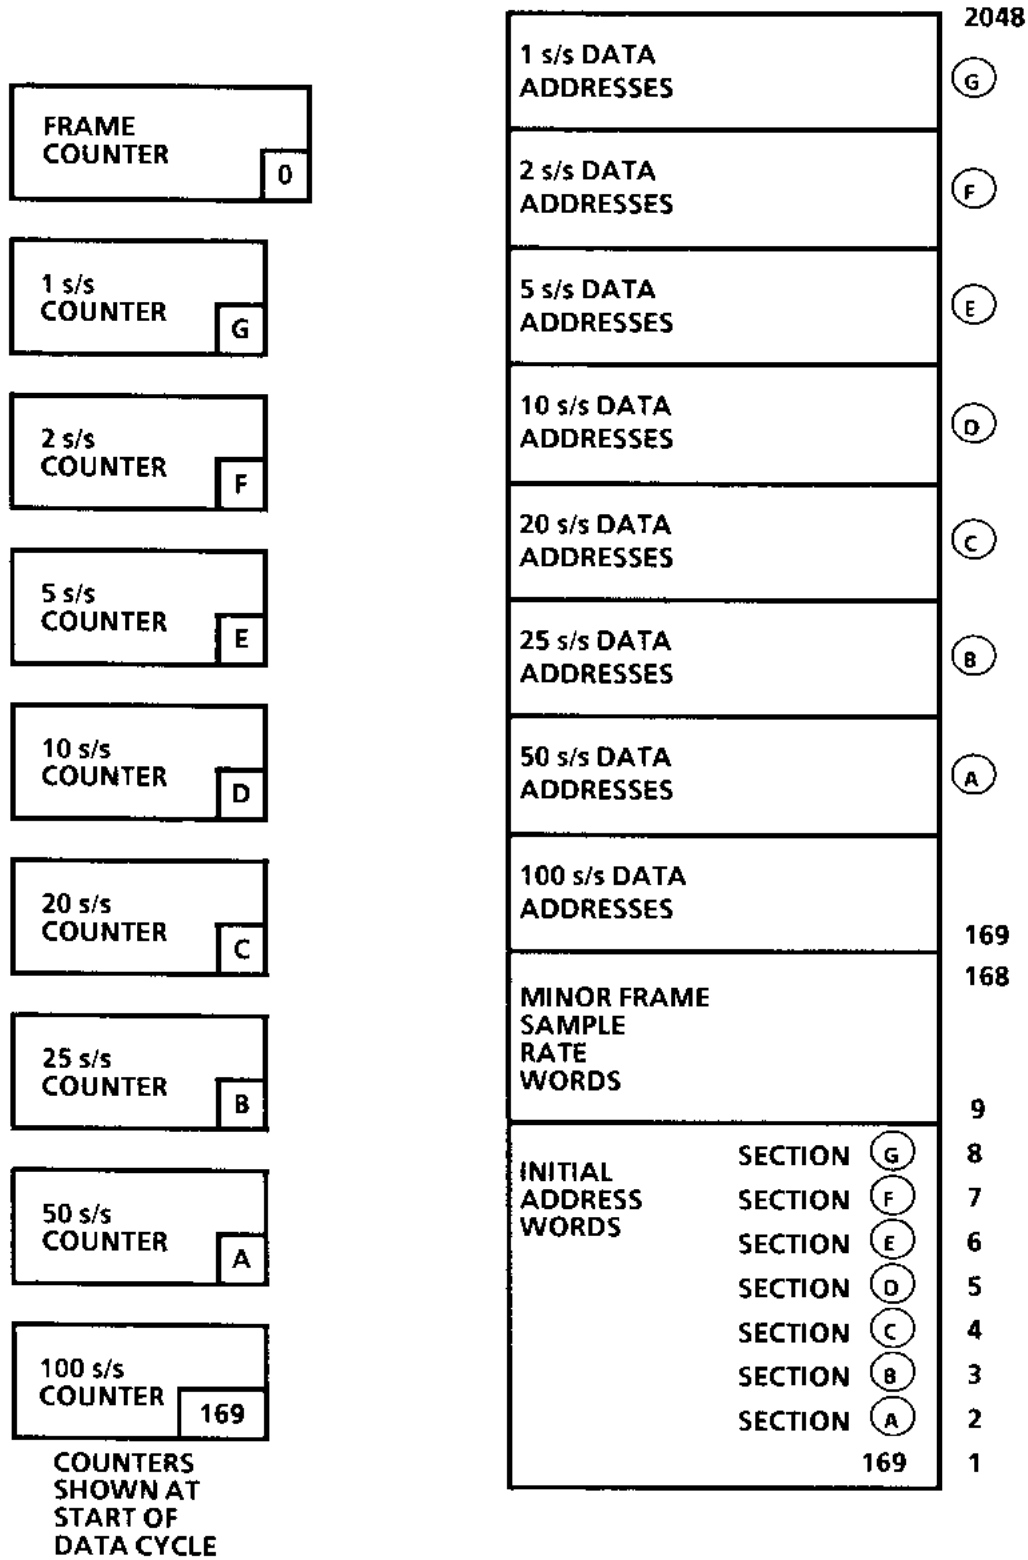 FRAME
COUNTER
0
1 s/s
COUNTER
G
2 s/s
COUNTER
F
5 s/s
COUNTER
E
10 s/s
COUNTER
D
20 s/s
COUNTER
C
25 s/s
COUNTER
B
50 s/s
COUNTER
A
100 s/s
COUNTER
169
COUNTERS
SHOWN AT
START OF
DATA CYCLE
2048
1 s/s DATA
ADDRESSES
G
2 s/s DATA
ADDRESSES
F
5 s/s DATA
ADDRESSES
E
10 s/s DATA
ADDRESSES
D
20 s/s DATA
ADDRESSES
C
25 s/s DATA
ADDRESSES
B
50 s/s DATA
ADDRESSES
A
100 s/s DATA
ADDRESSES
169
168
MINOR FRAME
SAMPLE
RATE
WORDS
9
INITIAL
ADDRESS
WORDS
SECTION G 8
SECTION F 7
SECTION E 6
SECTION D 5
SECTION C 4
SECTION B 3
SECTION A 2
169 1